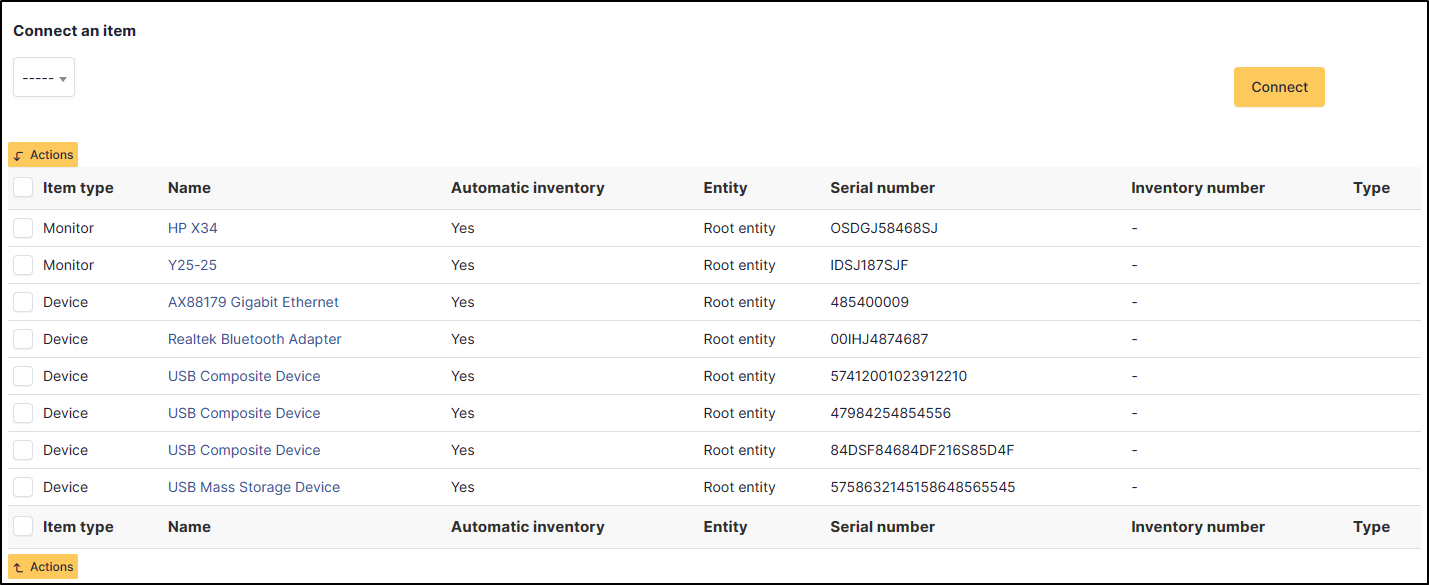 Connect an item
-----
Connect
Actions
Item type Name Automatic inventory Entity Serial number Inventory number Type
Monitor HP X34 Yes Root entity OSDGJ58468SJ -
Monitor Y25-25 Yes Root entity IDSJ187SJF -
Device AX88179 Gigabit Ethernet Yes Root entity 485400009 -
Device Realtek Bluetooth Adapter Yes Root entity 00IHJ4874687 -
Device USB Composite Device Yes Root entity 57412001023912210 -
Device USB Composite Device Yes Root entity 47984254854556 -
Device USB Composite Device Yes Root entity 84DSF84684DF216S85D4F -
Device USB Mass Storage Device Yes Root entity 5758632145158648565545 -
Item type Name Automatic inventory Entity Serial number Inventory number Type
Actions